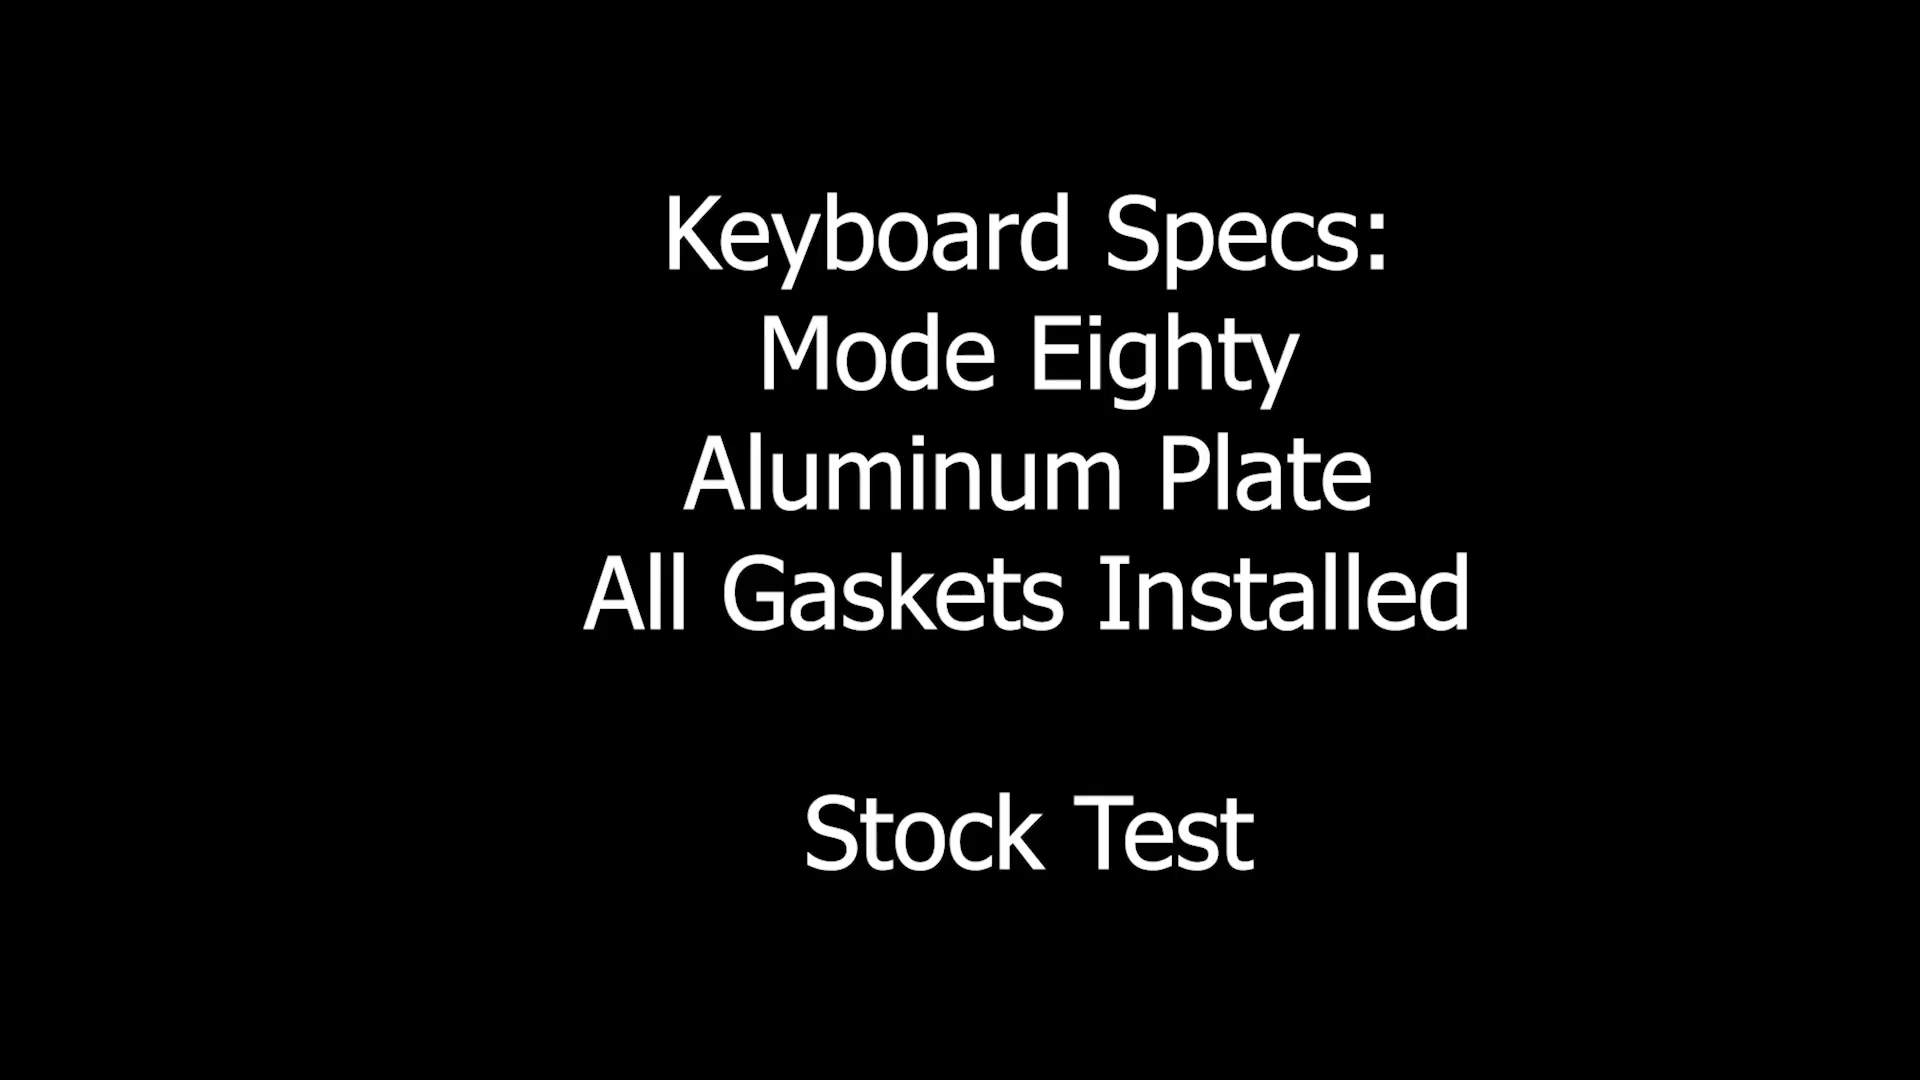 Keyboard Specs:
Mode Eighty
Aluminum Plate
All Gaskets Installed
Stock Test